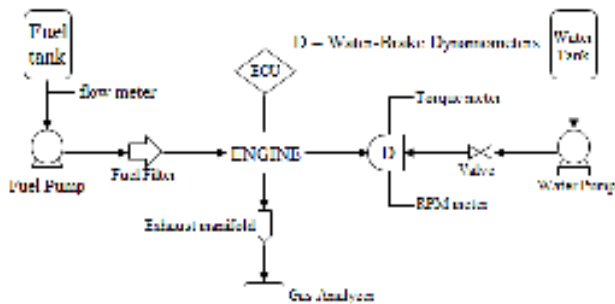 Fuel
tank
D – Water-Brake Dynamometers
Water
Tank
ECU
flow meter
Torque meter
ENGINE
D
Fuel Pump
Fuel Filter
Valve
Water Pump
RPM meter
Exhaust manifold
Gas Analyzer